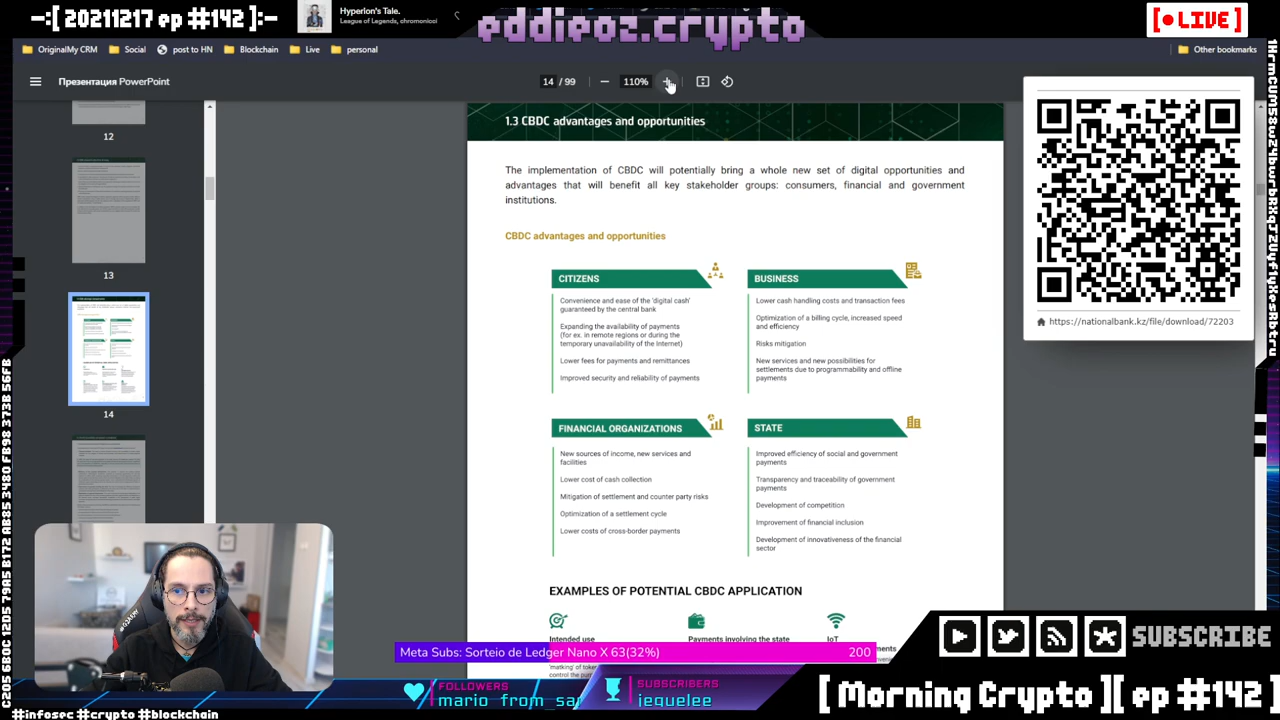 -:[ 20211217 ep #142 ]:-
Hyperion's Tale.
League of Legends, chromonicci
eddieoz.crypto
[ LIVE ]
OriginalMy CRM
Social
post to HN
Blockchain
Live
personal
Other bookmarks
Презентация PowerPoint
14 / 99
110%
12
13
14
https://nationalbank.kz/file/download/72203
1.3 CBDC advantages and opportunities
The implementation of CBDC will potentially bring a whole new set of digital opportunities and
advantages that will benefit all key stakeholder groups: consumers, financial and government
institutions.
CBDC advantages and opportunities
CITIZENS
Convenience and ease of the 'digital cash'
guaranteed by the central bank
Expanding the availability of payments
(for ex. in remote regions or during the
temporary unavailability of the Internet)
Lower fees for payments and remittances
Improved security and reliability of payments
BUSINESS
Lower cash handling costs and transaction fees
Optimization of a billing cycle, increased speed
and efficiency
Risks mitigation
New services and new possibilities for
settlements due to programmability and offline
payments
FINANCIAL ORGANIZATIONS
New sources of income, new services and
facilities
Lower cost of cash collection
Mitigation of settlement and counter party risks
Optimization of a settlement cycle
Lower costs of cross-border payments
STATE
Improved efficiency of social and government
payments
Transparency and traceability of government
payments
Development of competition
Improvement of financial inclusion
Development of innovativeness of the financial
sector
EXAMPLES OF POTENTIAL CBDC APPLICATION
Intended use
Payments involving the state
IoT
Meta Subs: Sorteio de Ledger Nano X 63(32%)
200
SUBSCRIBE
FOLLOWERS
SUBSCRIBERS
jequelee
[ Morning Crypto ][ ep #142 ]
infosec #crypto #blockchain